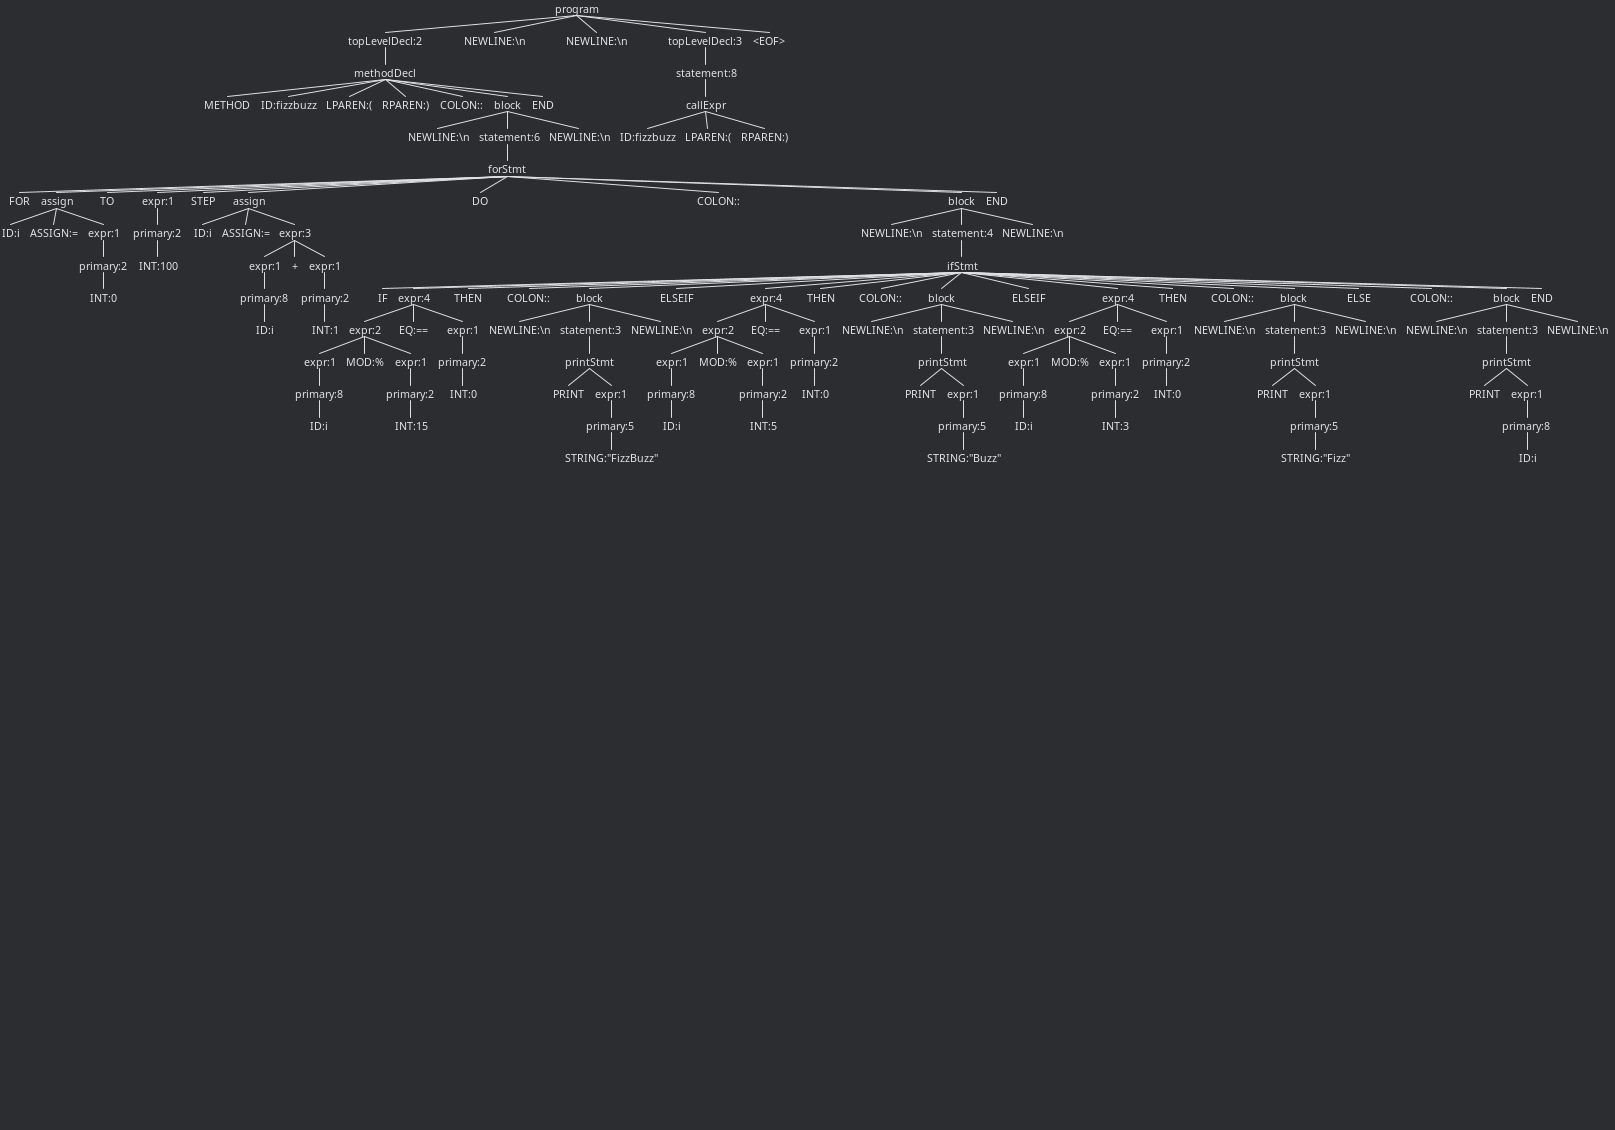 program
topLevelDecl:2 NEWLINE:\n NEWLINE:\n topLevelDecl:3 <EOF>
methodDecl statement:8
METHOD ID:fizzbuzz LPAREN:( RPAREN:) COLON:: block END callExpr
NEWLINE:\n statement:6 NEWLINE:\n ID:fizzbuzz LPAREN:( RPAREN:)
forStmt
FOR assign TO expr:1 STEP assign DO COLON:: block END
ID:i ASSIGN:= expr:1 primary:2 ID:i ASSIGN:= expr:3 NEWLINE:\n statement:4 NEWLINE:\n
primary:2 INT:100 expr:1 + expr:1 ifStmt
INT:0 primary:8 primary:2 IF expr:4 THEN COLON:: block ELSEIF expr:4 THEN COLON:: block ELSEIF expr:4 THEN COLON:: block ELSE COLON:: block END
ID:i INT:1 expr:2 EQ:== expr:1 NEWLINE:\n statement:3 NEWLINE:\n expr:2 EQ:== expr:1 NEWLINE:\n statement:3 NEWLINE:\n expr:2 EQ:== expr:1 NEWLINE:\n statement:3 NEWLINE:\n NEWLINE:\n statement:3 NEWLINE:\n
expr:1 MOD:% expr:1 primary:2 printStmt expr:1 MOD:% expr:1 primary:2 printStmt expr:1 MOD:% expr:1 primary:2 printStmt printStmt
primary:8 primary:2 INT:0 PRINT expr:1 primary:8 primary:2 INT:0 PRINT expr:1 primary:8 primary:2 INT:0 PRINT expr:1 PRINT expr:1
ID:i INT:15 primary:5 ID:i INT:5 primary:5 ID:i INT:3 primary:5 primary:8
STRING:"FizzBuzz" STRING:"Buzz" STRING:"Fizz" ID:i